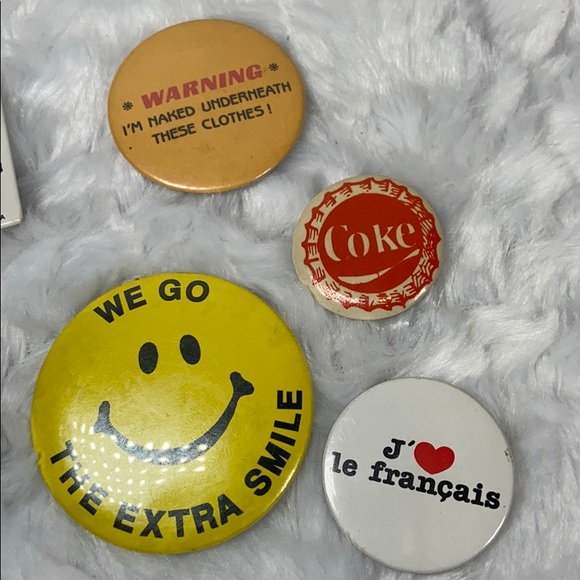 * WARNING *
I'M NAKED UNDERNEATH
THESE CLOTHES!
Coke
WE GO
THE EXTRA SMILE
J'❤
le français